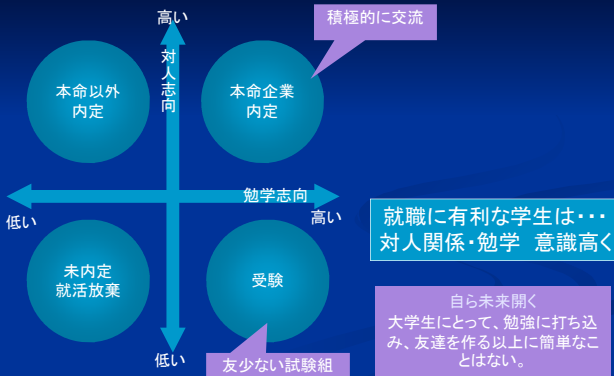 高い
積極的に交流
対人志向
本命以外
内定
本命企業
内定
勉学志向
低い
高い
就職に有利な学生は・・・
対人関係・勉学 意識高く
未内定
就活放棄
受験
自ら未来開く
大学生にとって、勉強に打ち込
み、友達を作る以上に簡単なこ
とはない。
低い
友少ない試験組